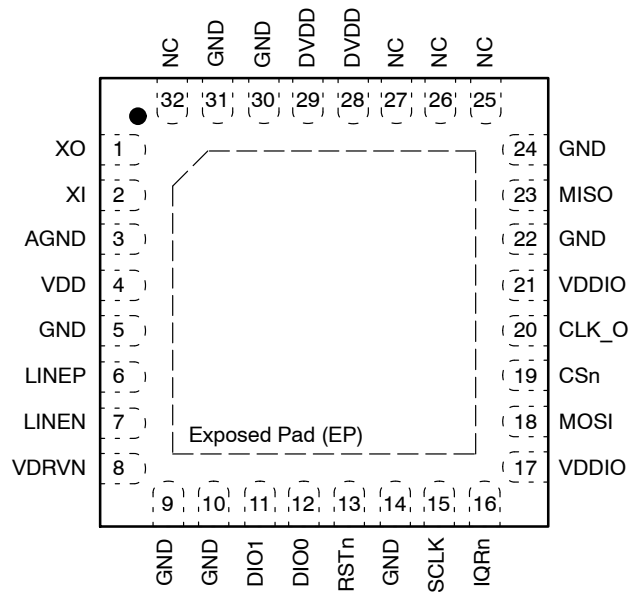 NC GND GND DVDD DVDD NC NC NC
32 31 30 29 28 27 26 25
XO 1 24 GND
XI 2 23 MISO
AGND 3 22 GND
VDD 4 21 VDDIO
GND 5 20 CLK_O
LINEP 6 19 CSn
LINEN 7 18 MOSI
Exposed Pad (EP)
VDRVN 8 17 VDDIO
9 10 11 12 13 14 15 16
GND GND DIO1 DIO0 RSTn GND SCLK IQRn